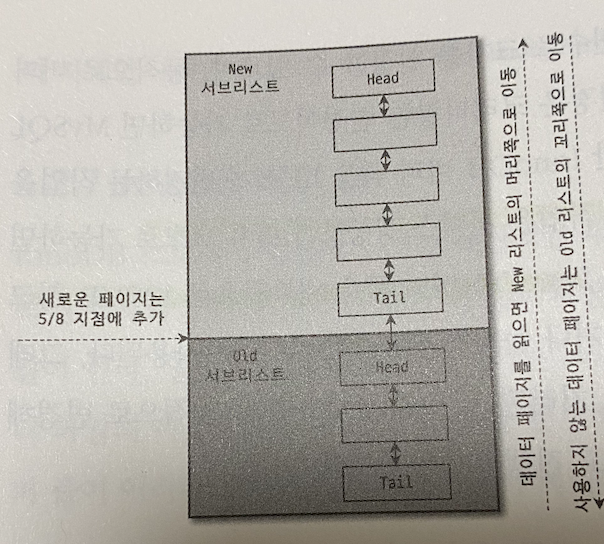 New
서브리스트
Head
Tail
새로운 페이지는
5/8 지점에 추가
Old
서브리스트
Head
Tail
데이터 페이지를 읽으면 New 리스트의 머리쪽으로 이동
사용하지 않는 데이터 페이지는 Old 리스트의 꼬리쪽으로 이동
MySQL